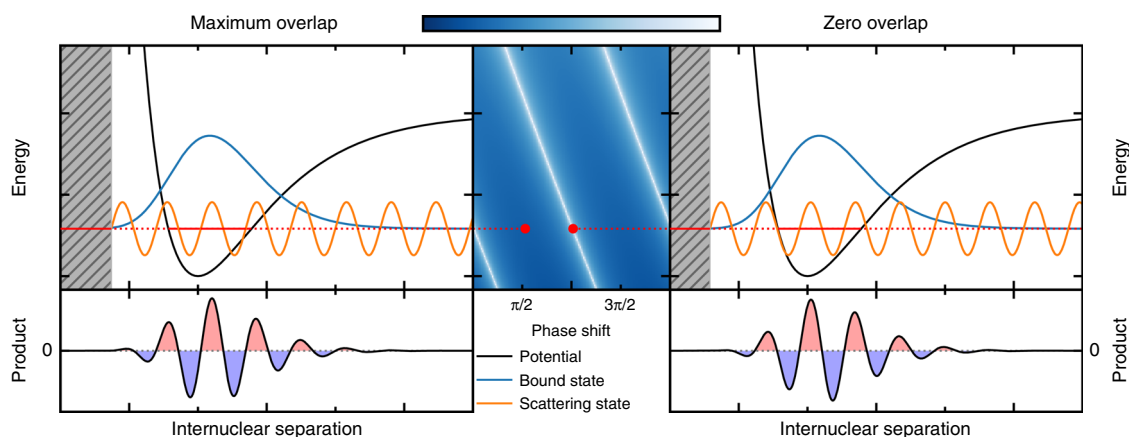 Maximum overlap
Zero overlap
Energy
Energy
π/2
3π/2
Phase shift
Product
0
Potential
Bound state
Scattering state
0
Product
Internuclear separation
Internuclear separation